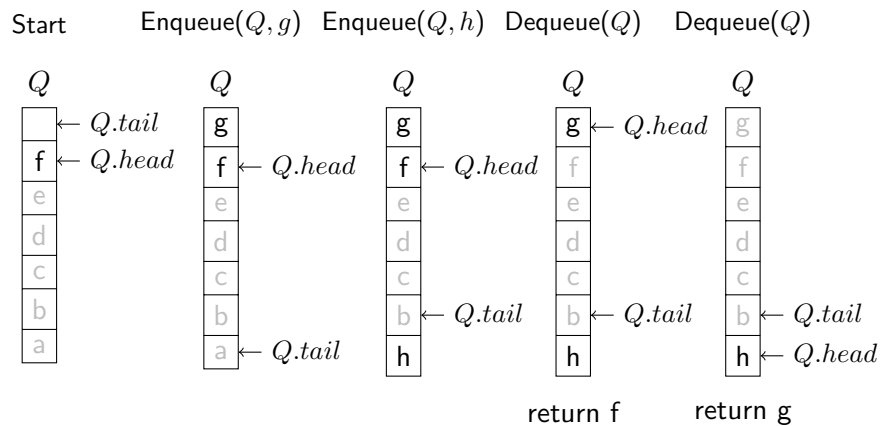 Start Enqueue(Q, g) Enqueue(Q, h) Dequeue(Q) Dequeue(Q)
Q Q Q Q Q
← Q.tail g g g ← Q.head g
f ← Q.head f ← Q.head f ← Q.head f f
e e e e e
d d d d d
c c c c c
b b b ← Q.tail b ← Q.tail b ← Q.tail
a a ← Q.tail h h h ← Q.head
return f return g